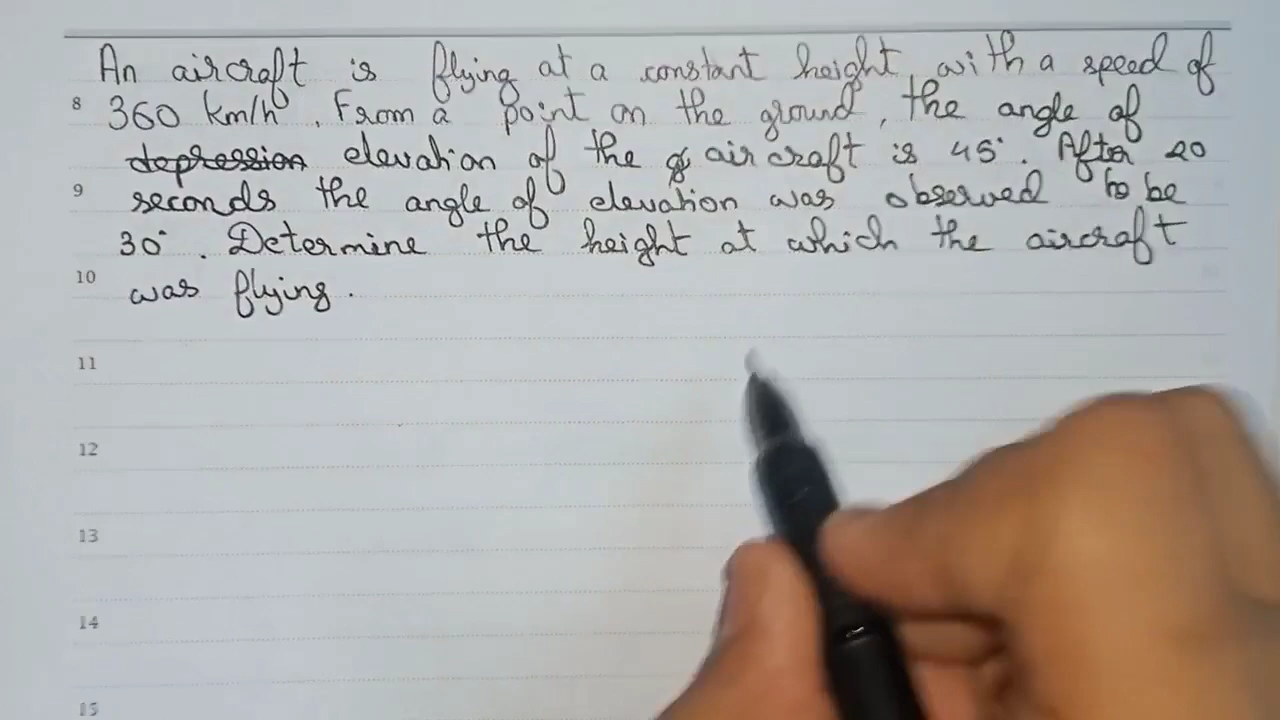 An aircraft is flying at a constant height, with a speed of
8 360 km/h. From a point on the ground, the angle of
depression elevation of the aircraft is 45°. After 20
9 seconds the angle of elevation was observed to be
30°. Determine the height at which the aircraft
10 was flying.
11
12
13
14
15